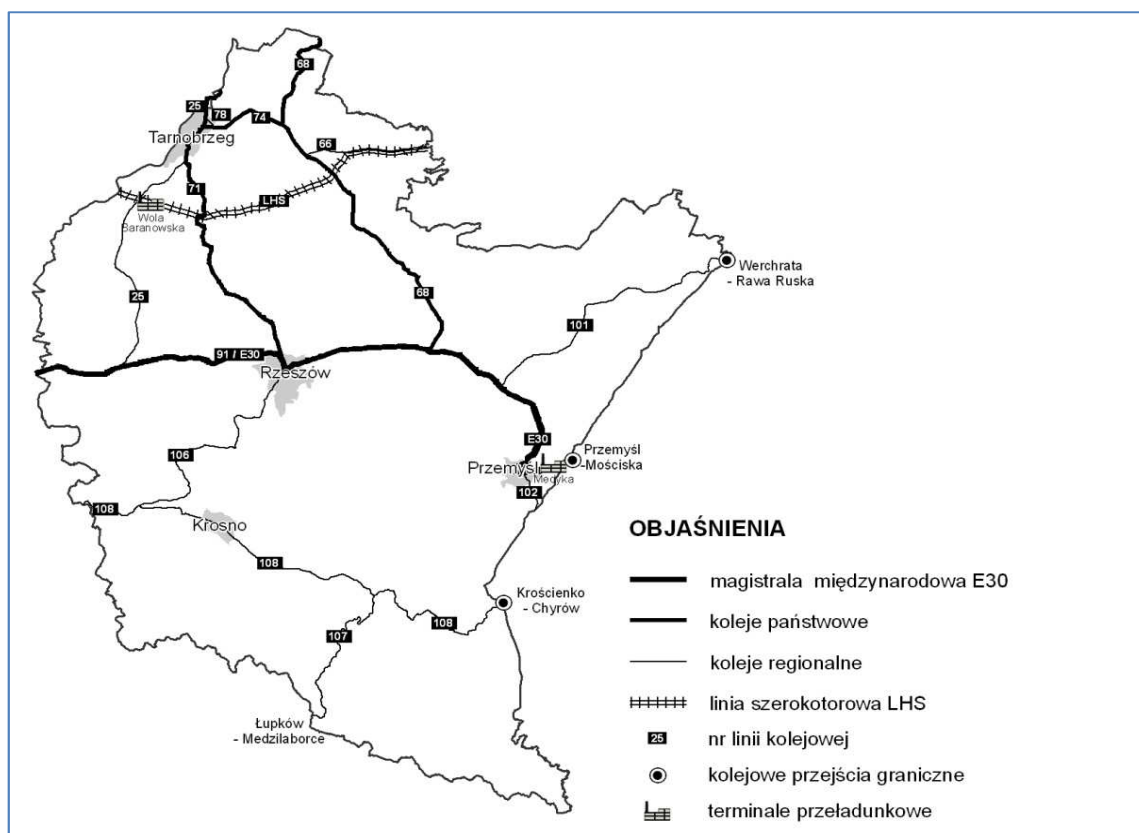 68
25
78
74
Tarnobrzeg
66
71
LHS
Wola
Baranowska
Werchrata
- Rawa Ruska
25
68
101
91 / E30
Rzeszów
E30
Przemyśl
-Mościska
106
Przemyśl
Medyka
102
108
Krosno
OBJAŚNIENIA
108
magistrala międzynarodowa E30
Krościenko
- Chyrów
108
koleje państwowe
107
koleje regionalne
linia szerokotorowa LHS
Łupków
- Medzilaborce
25
nr linii kolejowej
kolejowe przejścia graniczne
terminale przeładunkowe